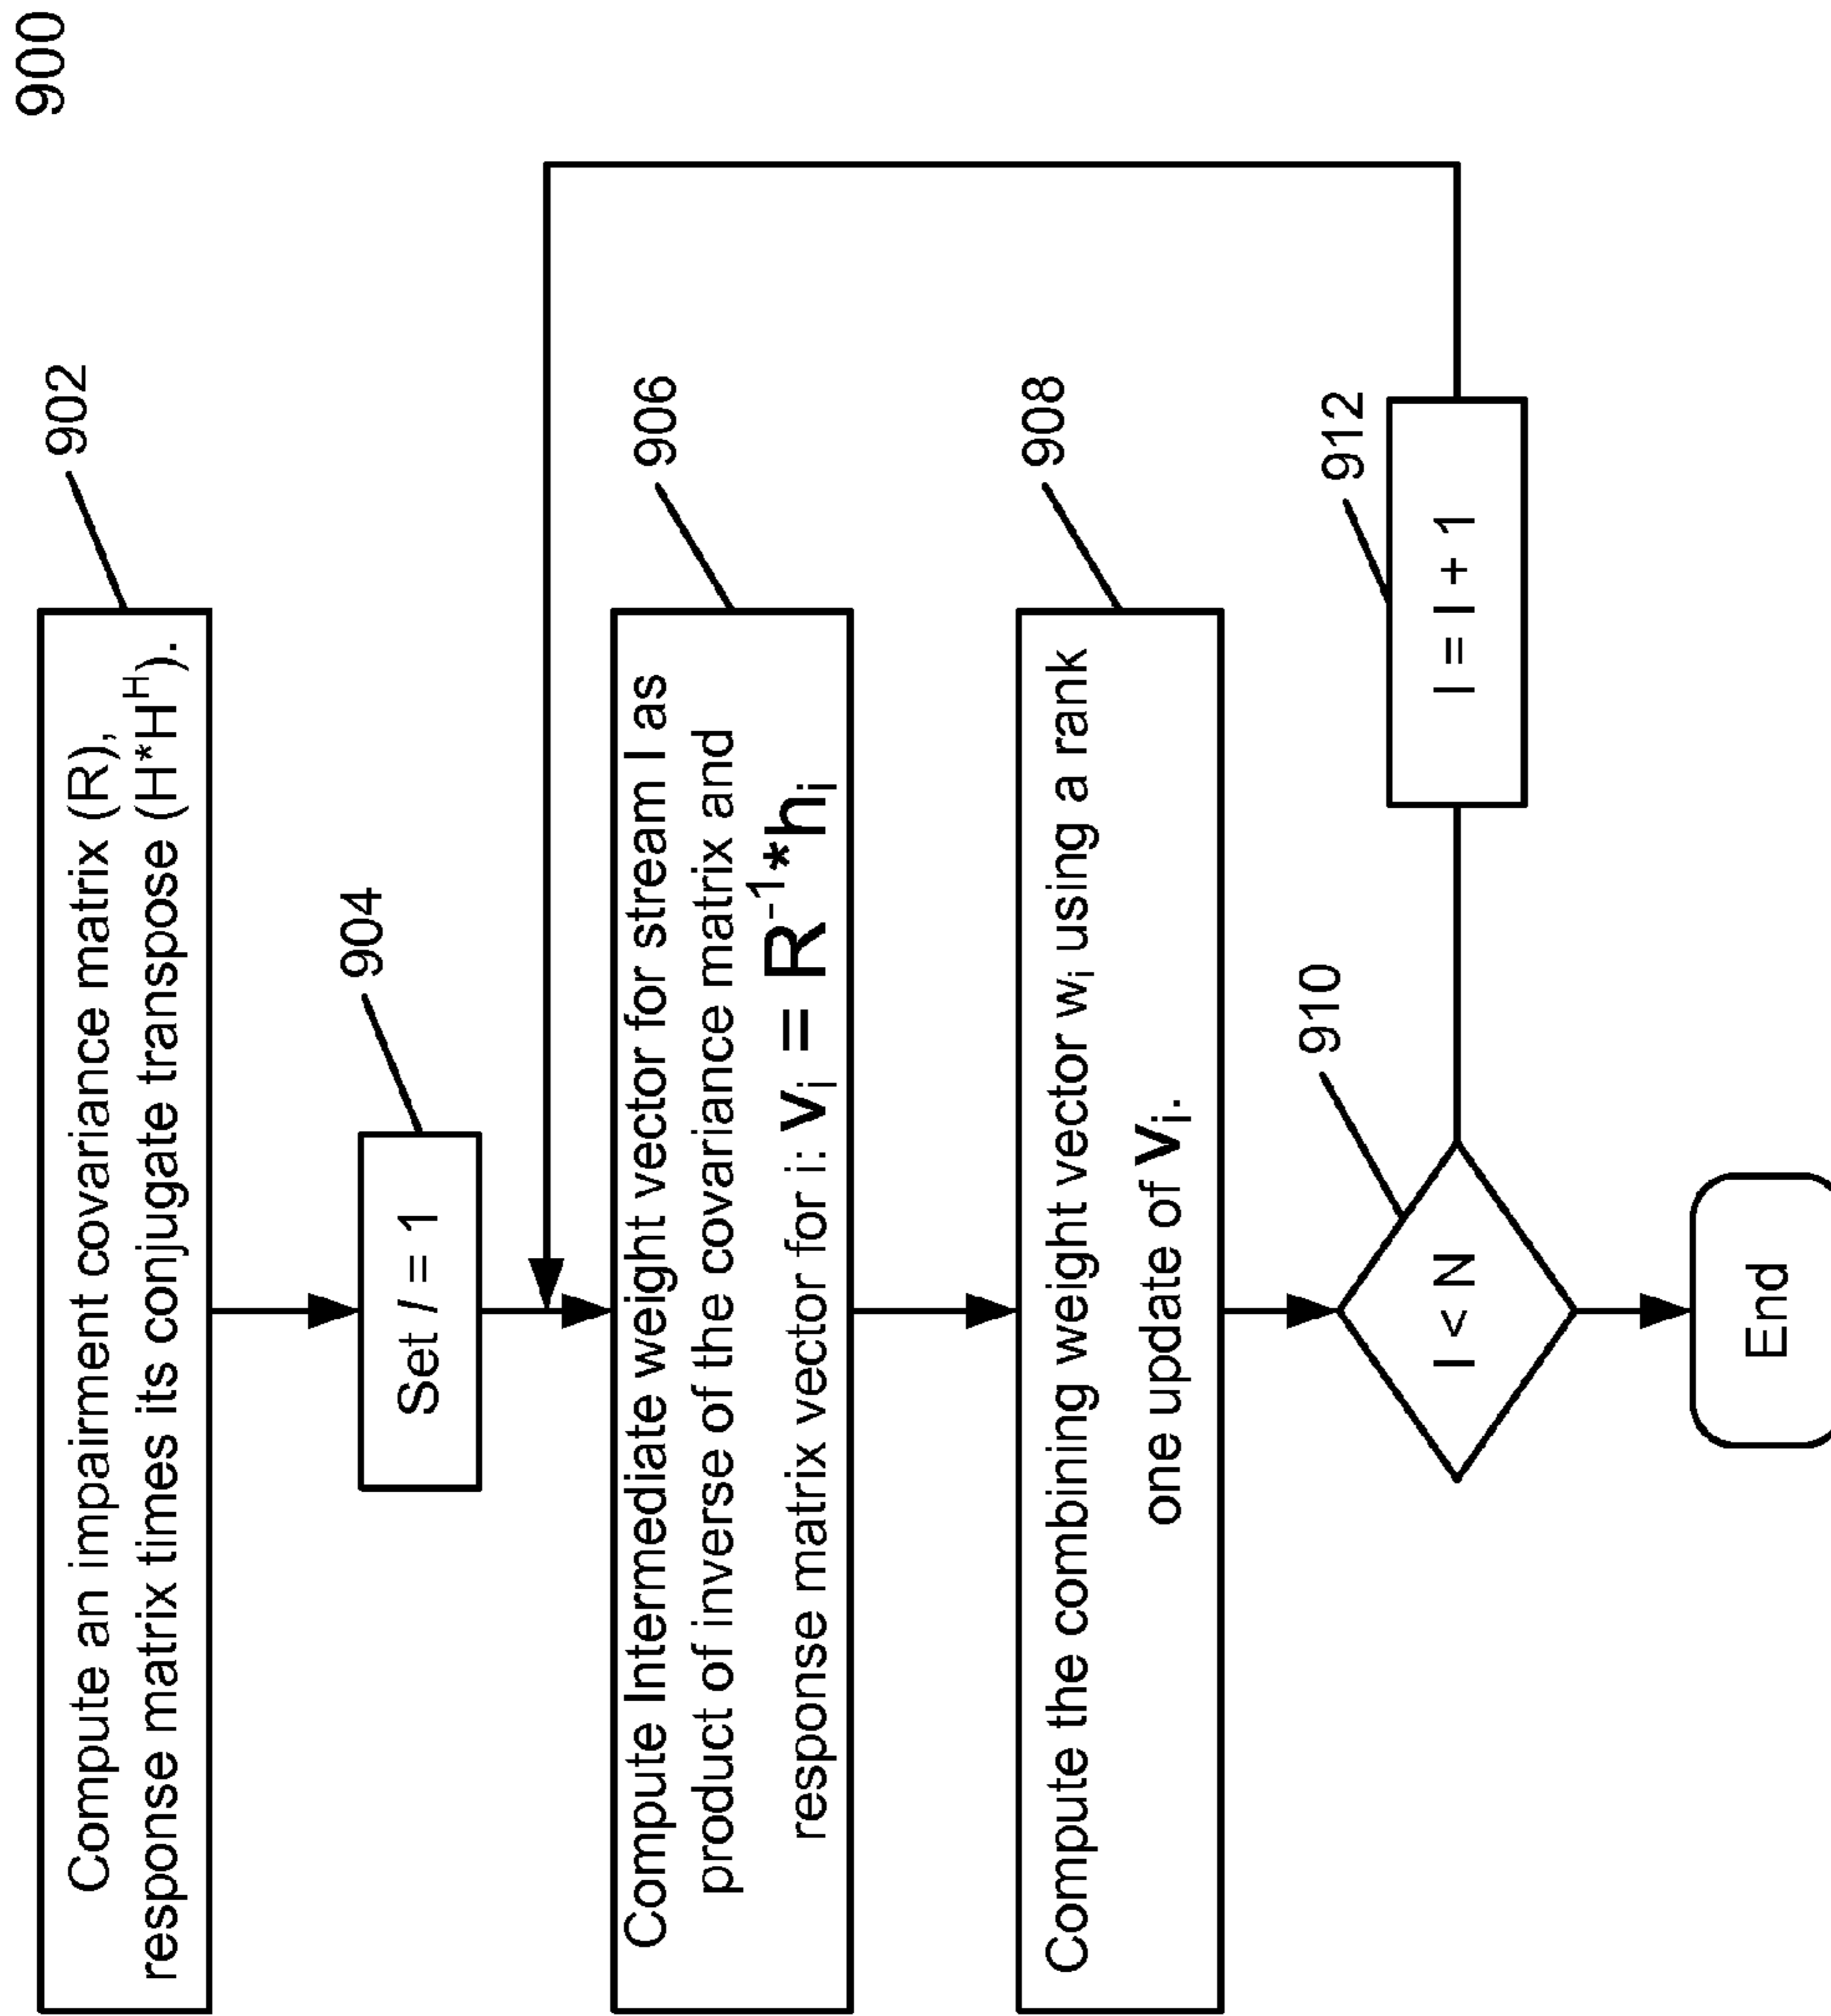 900
902
Compute an impairment covariance matrix (R),
response matrix times its conjugate transpose (H*H^H).
904
Set I = 1
906
Compute Intermediate weight vector for stream I as
product of inverse of the covariance matrix and
response matrix vector for i: v_i = R^-1*h_i
908
Compute the combining weight vector w_i using a rank
one update of v_i.
910
I < N
912
I = I + 1
End